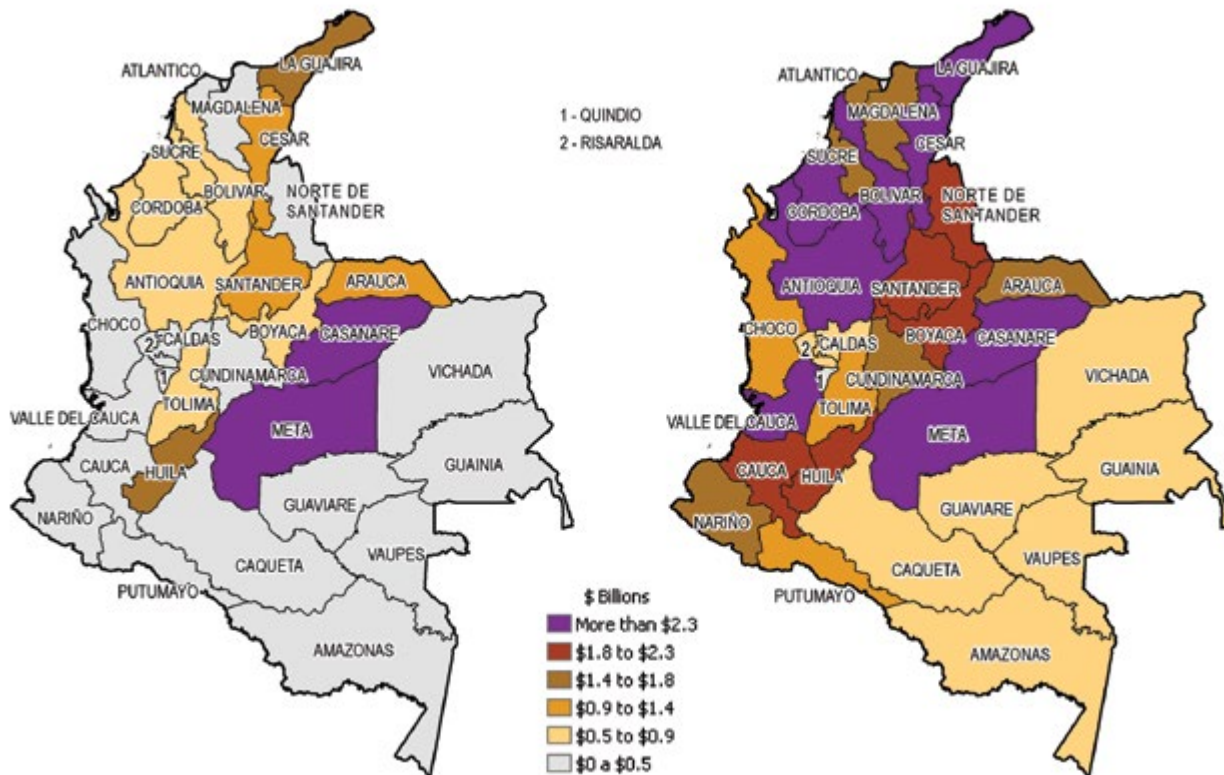 LA GUAJIRA
ATLANTICO
MAGDALENA
CESAR
SUCRE
BOLIVAR
NORTE DE
SANTANDER
CORDOBA
ANTIOQUIA
SANTANDER
ARAUCA
CHOCO
2
CALDAS
BOYACA
CASANARE
CUNDINAMARCA
VICHADA
1
TOLIMA
VALLE DEL CAUCA
META
CAUCA
HUILA
GUAINIA
GUAVIARE
NARIÑO
VAUPES
CAQUETA
PUTUMAYO
AMAZONAS
1 - QUINDIO
2 - RISARALDA
LA GUAJIRA
ATLANTICO
MAGDALENA
CESAR
SUCRE
BOLIVAR
NORTE DE
SANTANDER
CORDOBA
ANTIOQUIA
SANTANDER
ARAUCA
CHOCO
2
CALDAS
BOYACA
CASANARE
CUNDINAMARCA
VICHADA
1
TOLIMA
VALLE DEL CAUCA
META
CAUCA
HUILA
GUAINIA
GUAVIARE
NARIÑO
VAUPES
CAQUETA
PUTUMAYO
AMAZONAS
$ Billions
More than $2.3
$1.8 to $2.3
$1.4 to $1.8
$0.9 to $1.4
$0.5 to $0.9
$0 a $0.5